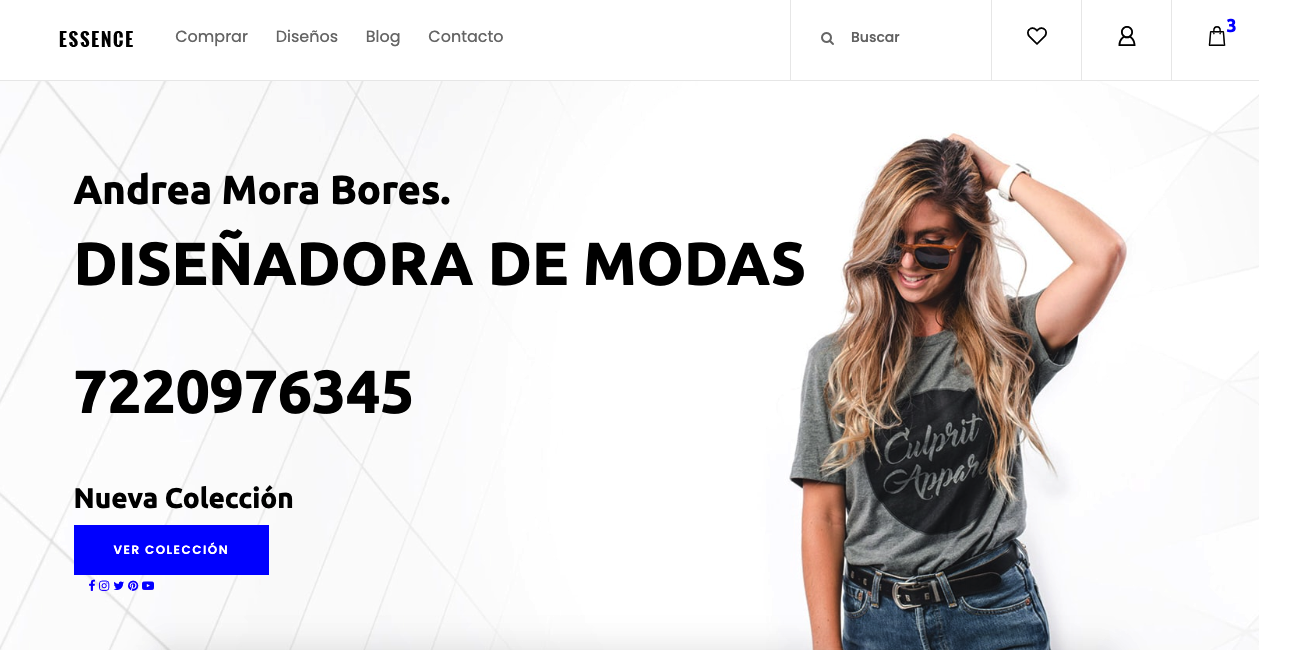 ESSENCE
Comprar
Diseños
Blog
Contacto
Buscar
3
Andrea Mora Bores.
DISEÑADORA DE MODAS
7220976345
Culprit
Appar
Nueva Colección
VER COLECCIÓN